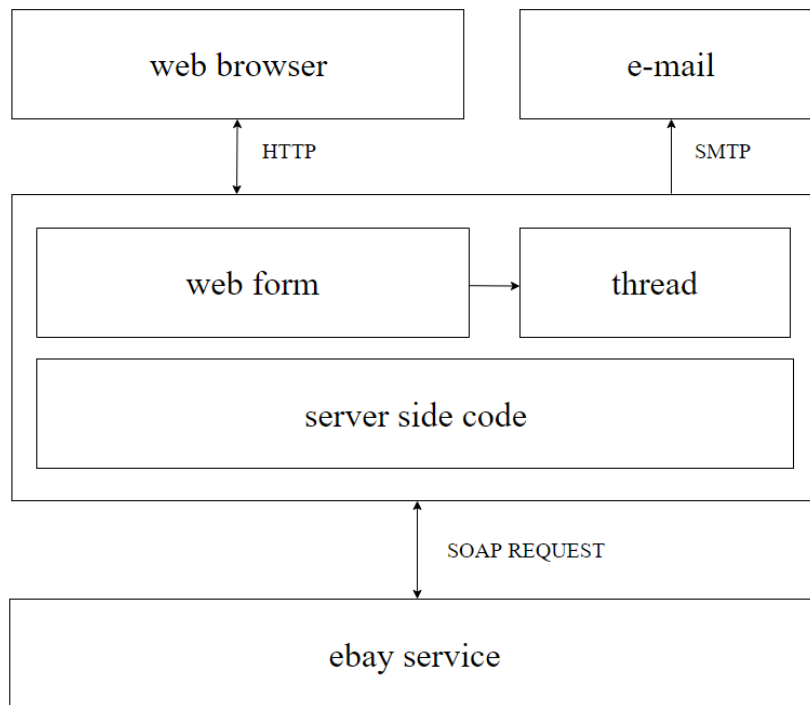 web browser
e-mail
HTTP
SMTP
web form
thread
server side code
SOAP REQUEST
ebay service